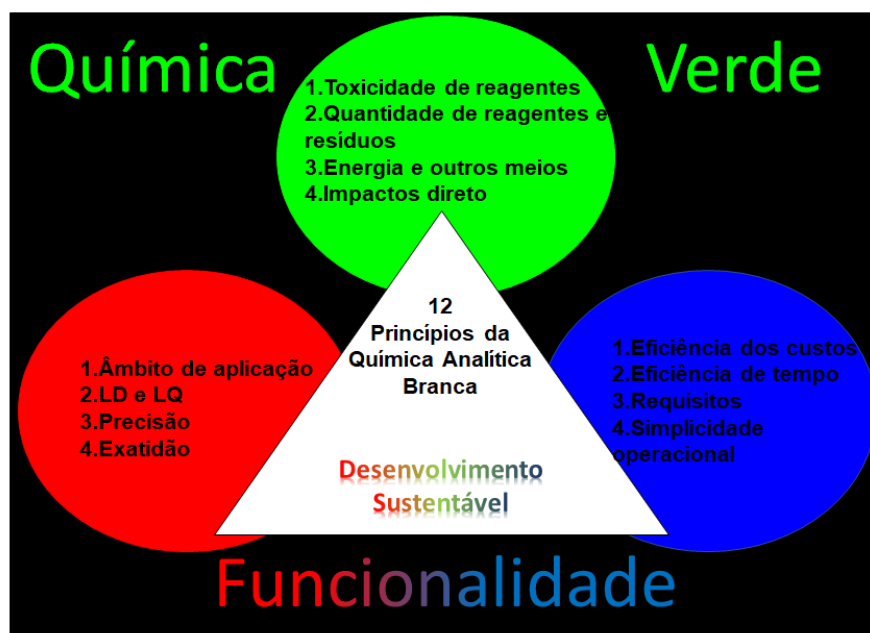 Química Verde
1.Toxicidade de reagentes
2.Quantidade de reagentes e
resíduos
3.Energia e outros meios
4.Impactos direto
12
Princípios da
Química Analítica
Branca
Desenvolvimento
Sustentável
1.Âmbito de aplicação
2.LD e LQ
3.Precisão
4.Exatidão
1.Eficiência dos custos
2.Eficiência de tempo
3.Requisitos
4.Simplicidade
operacional
Funcionalidade